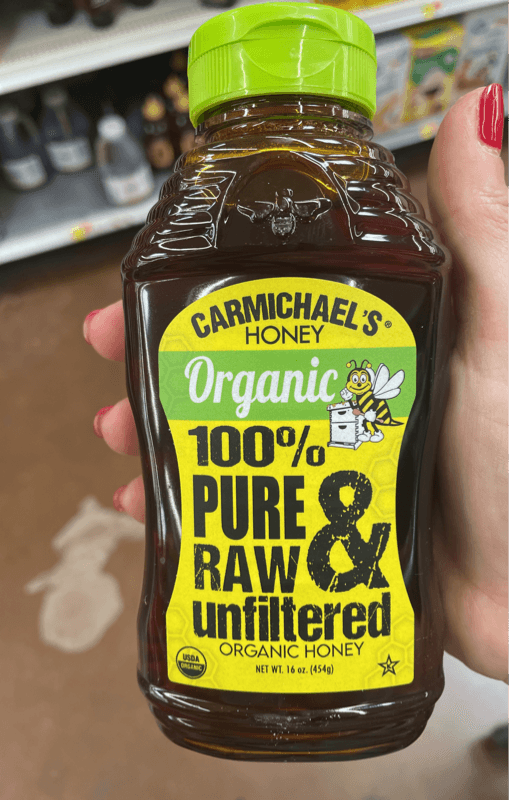 CARMICHAEL'S®
HONEY
Organic
100%
PURE
&
RAW
unfiltered
ORGANIC HONEY
USDA
ORGANIC
NET WT. 16 oz. (454g)
K